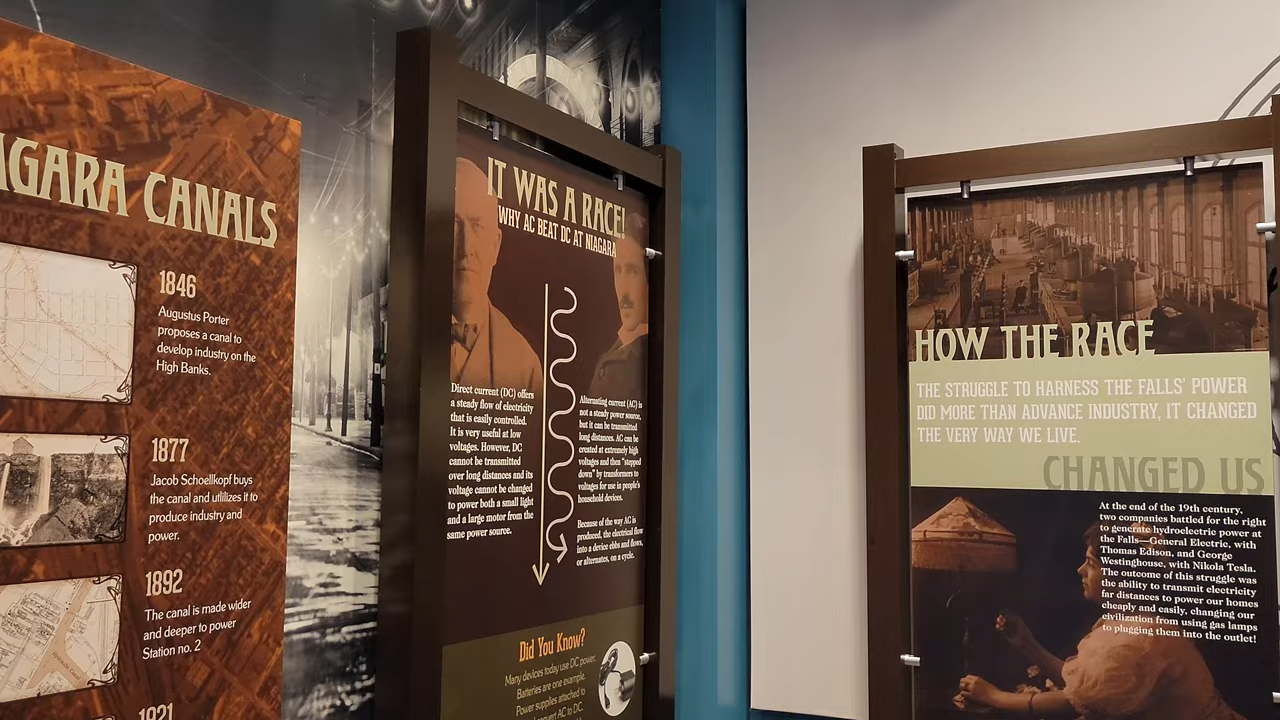 AGARA CANALS
1846
Augustus Porter
proposes a canal to
develop industry on the
High Banks.
1877
Jacob Schoellkopf buys
the canal and utlilizes it to
produce industry and
power.
1892
The canal is made wider
and deeper to power
Station no. 2
1921
IT WAS A RACE!
WHY AC BEAT DC AT NIAGARA
Direct current (DC) offers
a steady flow of electricity
that is easily controlled.
It is very useful at low
voltages. However, DC
cannot be transmitted
over long distances and its
voltage cannot be changed
to power both a small light
and a large motor from the
same power source.
Alternating current (AC) is
not a steady power source,
but it can be transmitted
long distances. AC can be
created at extremely high
voltages and then "stepped
down" by transformers to
voltages for use in people's
household devices.
Because of the way AC is
produced, the electrical flow
into a device ebbs and flows,
or alternates, on a cycle.
Did You Know?
Many devices today use DC power.
Batteries are one example.
Power supplies attached to
convert AC to DC.
HOW THE RACE
THE STRUGGLE TO HARNESS THE FALLS' POWER
DID MORE THAN ADVANCE INDUSTRY, IT CHANGED
THE VERY WAY WE LIVE.
CHANGED US
At the end of the 19th century,
two companies battled for the right
to generate hydroelectric power at
the Falls—General Electric, with
Thomas Edison, and George
Westinghouse, with Nikola Tesla.
The outcome of this struggle was
the ability to transmit electricity
far distances to power our homes
cheaply and easily, changing our
civilization from using gas lamps
to plugging them into the outlet!